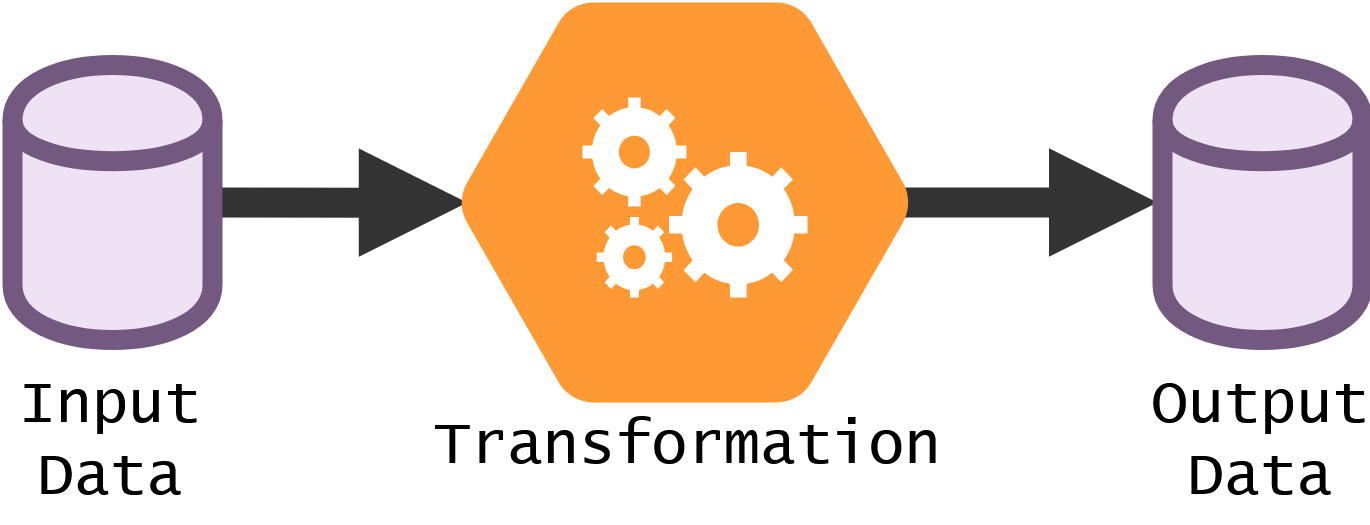 Input
Data
Transformation
Output
Data